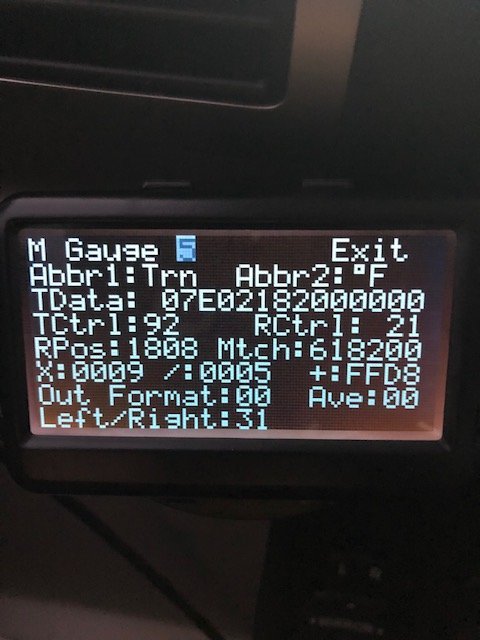 M Gauge 5 Exit
Abbr1:Trn Abbr2:°F
TData: 07E02182000000
TCtrl:92 RCtrl: 21
RPos:1808 Mtch:618200
X:0009 /:0005 +:FFD8
Out Format:00 Ave:00
Left/Right:31